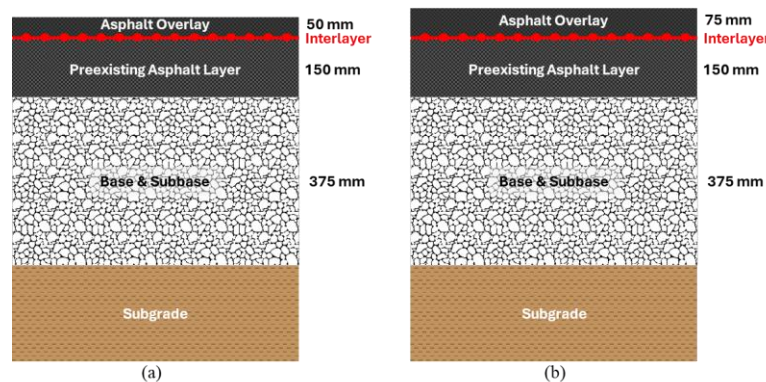 Asphalt Overlay 50 mm
Interlayer
Preexisting Asphalt Layer 150 mm
Base & Subbase 375 mm
Subgrade
(a)
Asphalt Overlay 75 mm
Interlayer
Preexisting Asphalt Layer 150 mm
Base & Subbase 375 mm
Subgrade
(b)